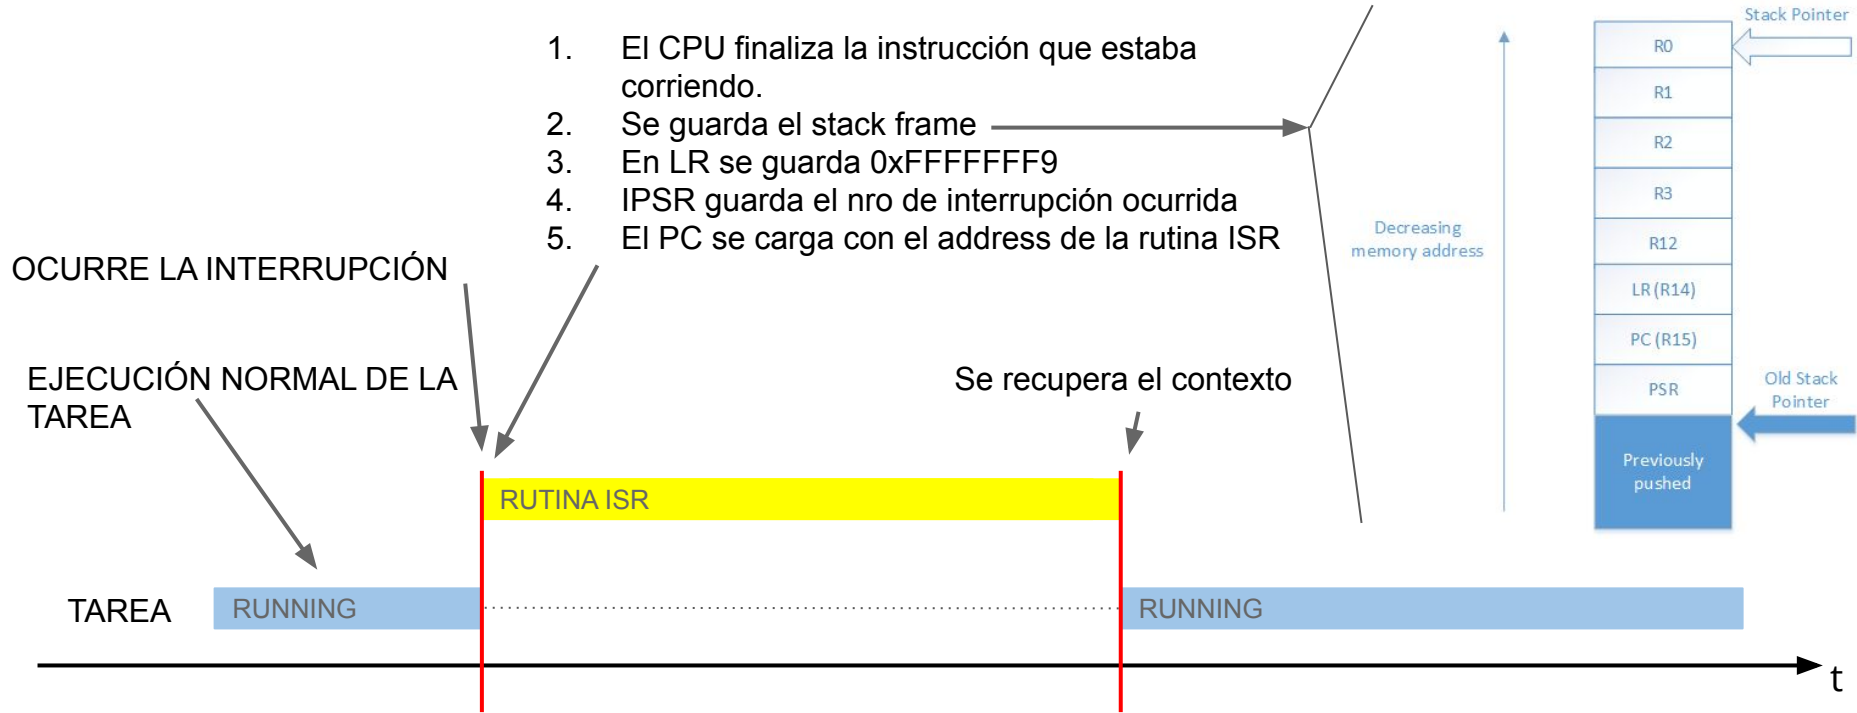 1. El CPU finaliza la instrucción que estaba
corriendo.
2. Se guarda el stack frame
3. En LR se guarda 0xFFFFFFF9
4. IPSR guarda el nro de interrupción ocurrida
5. El PC se carga con el address de la rutina ISR
OCURRE LA INTERRUPCIÓN
EJECUCIÓN NORMAL DE LA
TAREA
Se recupera el contexto
RUTINA ISR
TAREA
RUNNING
RUNNING
t
Stack Pointer
R0
R1
R2
R3
R12
LR (R14)
PC (R15)
PSR
Decreasing
memory address
Old Stack
Pointer
Previously
pushed